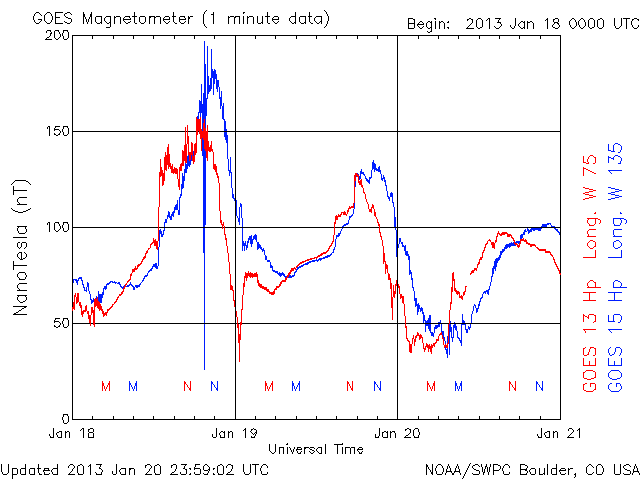 GOES Magnetometer (1 minute data)
Begin: 2013 Jan 18 0000 UTC
200
150
100
50
0
NanoTesla (nT)
M M N N M M N N M M N N
Jan 18 Jan 19 Jan 20 Jan 21
Universal Time
GOES 13 Hp Long. W 75
GOES 15 Hp Long. W 135
Updated 2013 Jan 20 23:59:02 UTC
NOAA/SWPC Boulder, CO USA